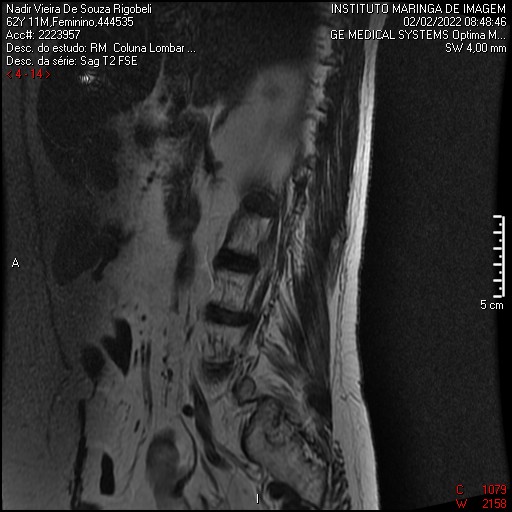 Nadir Vieira De Souza Rigobeli
62Y 11M,Feminino,444535
Acc#: 2223957
Desc. do estudo: RM Coluna Lombar ...
Desc. da série: Sag T2 FSE
<4 - 14>
INSTITUTO MARINGA DE IMAGEM
02/02/2022 08:48:46
GE MEDICAL SYSTEMS Optima M...
SW 4,00 mm
A
5 cm
I
C 1079
W 2158